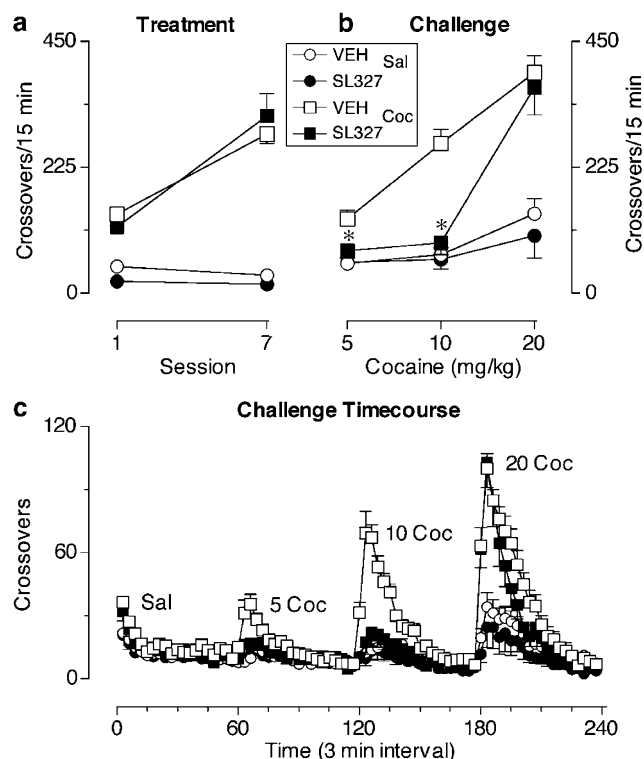 a Treatment
b Challenge
450
225
0
Crossovers/15 min
1 7
Session
VEH Sal
SL327
VEH Coc
SL327
* *
450
225
0
Crossovers/15 min
5 10 20
Cocaine (mg/kg)
c Challenge Timecourse
120
60
0
Crossovers
Sal
5 Coc
10 Coc
20 Coc
0 60 120 180 240
Time (3 min interval)